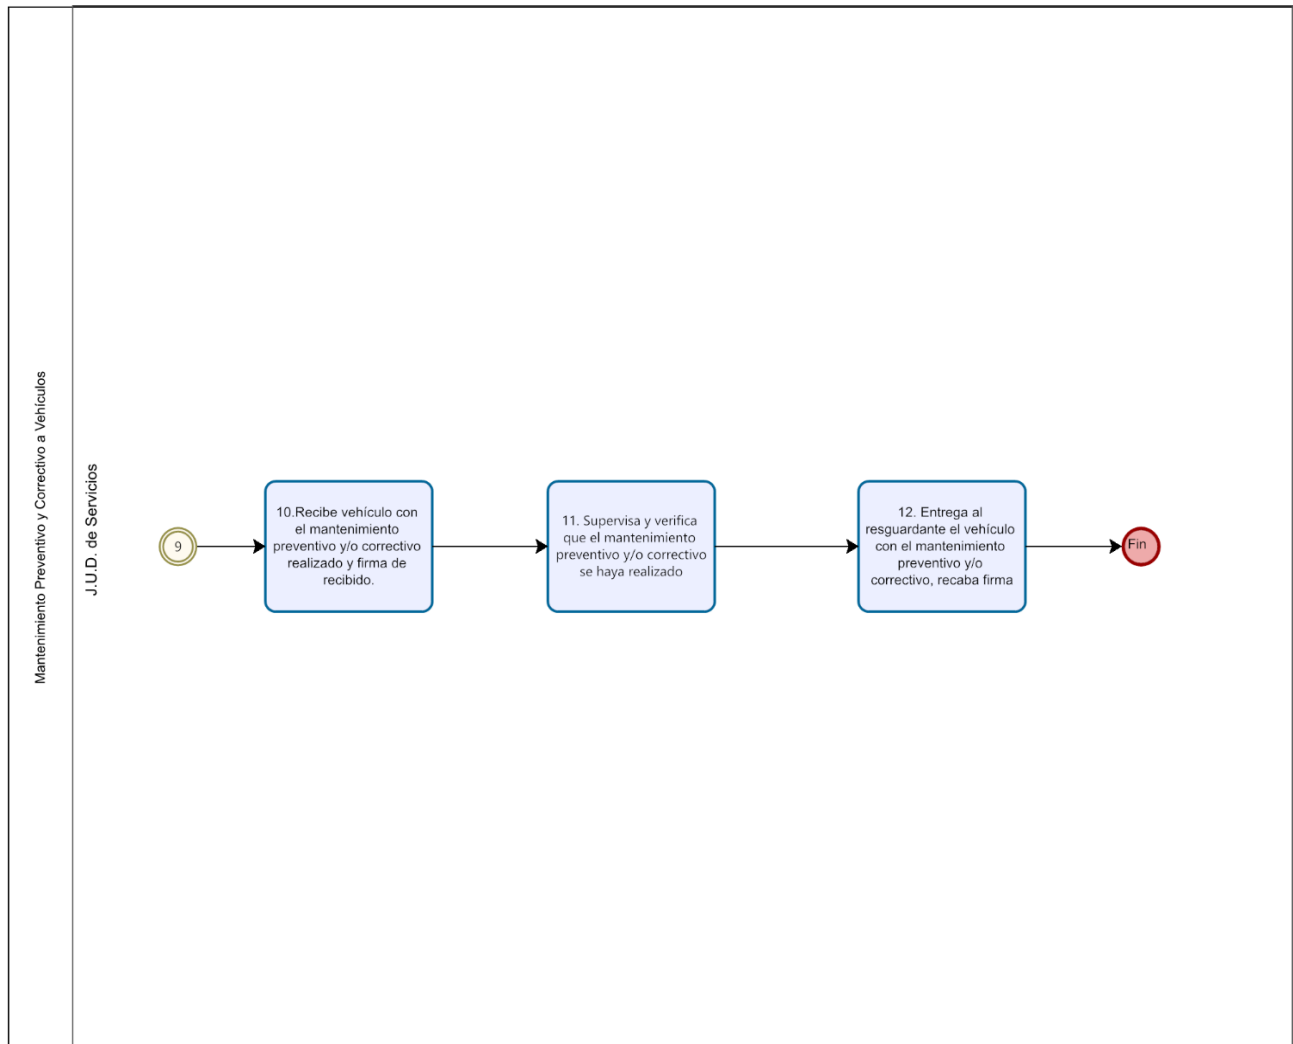 Mantenimiento Preventivo y Correctivo a Vehículos
J.U.D. de Servicios
9
10.Recibe vehículo con
el mantenimiento
preventivo y/o correctivo
realizado y firma de
recibido.
11. Supervisa y verifica
que el mantenimiento
preventivo y/o correctivo
se haya realizado
12. Entrega al
resguardante el vehículo
con el mantenimiento
preventivo y/o
correctivo, recaba firma
Fin